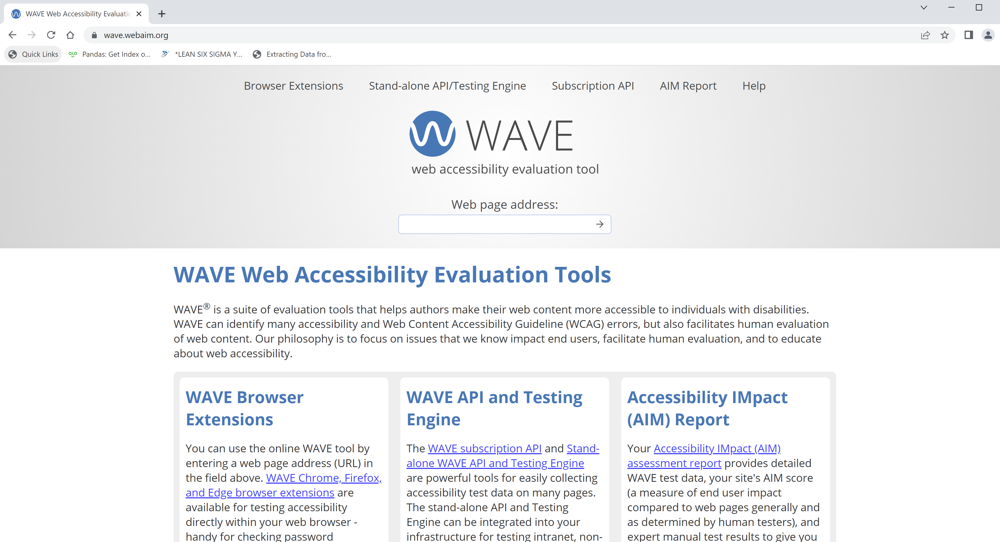 WAVE Web Accessibility Evaluatio
wave.webaim.org
Quick Links
Pandas: Get Index o...
*LEAN SIX SIGMA Y...
Extracting Data fro...
Browser Extensions
Stand-alone API/Testing Engine
Subscription API
AIM Report
Help
WAVE
web accessibility evaluation tool
Web page address:
WAVE Web Accessibility Evaluation Tools
WAVE® is a suite of evaluation tools that helps authors make their web content more accessible to individuals with disabilities.
WAVE can identify many accessibility and Web Content Accessibility Guideline (WCAG) errors, but also facilitates human evaluation
of web content. Our philosophy is to focus on issues that we know impact end users, facilitate human evaluation, and to educate
about web accessibility.
WAVE Browser
Extensions
You can use the online WAVE tool by
entering a web page address (URL) in
the field above. WAVE Chrome, Firefox,
and Edge browser extensions are
available for testing accessibility
directly within your web browser -
handy for checking password
WAVE API and Testing
Engine
The WAVE subscription API and Stand-
alone WAVE API and Testing Engine
are powerful tools for easily collecting
accessibility test data on many pages.
The stand-alone API and Testing
Engine can be integrated into your
infrastructure for testing intranet, non-
Accessibility IMpact
(AIM) Report
Your Accessibility IMpact (AIM)
assessment report provides detailed
WAVE test data, your site's AIM score
(a measure of end user impact
compared to web pages generally and
as determined by human testers), and
expert manual test results to give you